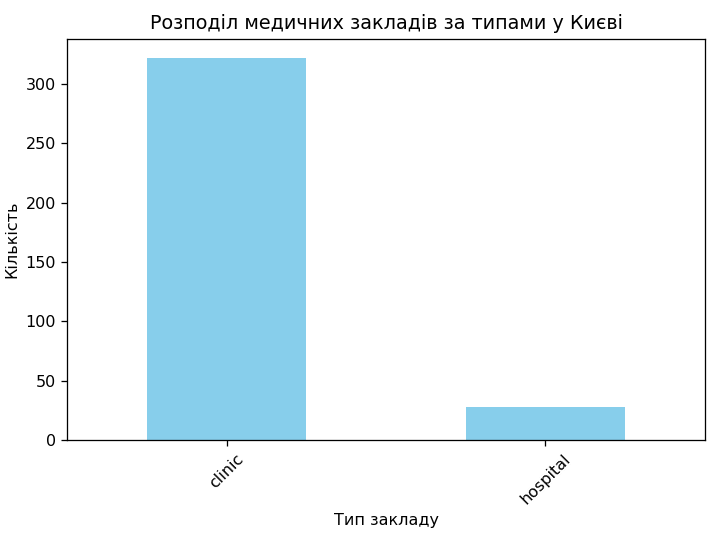 Розподіл медичних закладів за типами у Києві
Кількість
300
250
200
150
100
50
0
clinic
hospital
Тип закладу